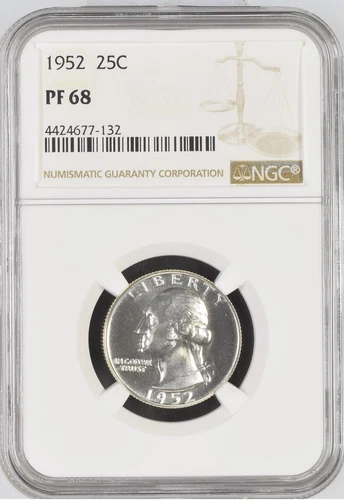 1952 25C
PF 68
4424677-132
NUMISMATIC GUARANTY CORPORATION
NGC®
LIBERTY
IN GOD WE
TRUST
1952